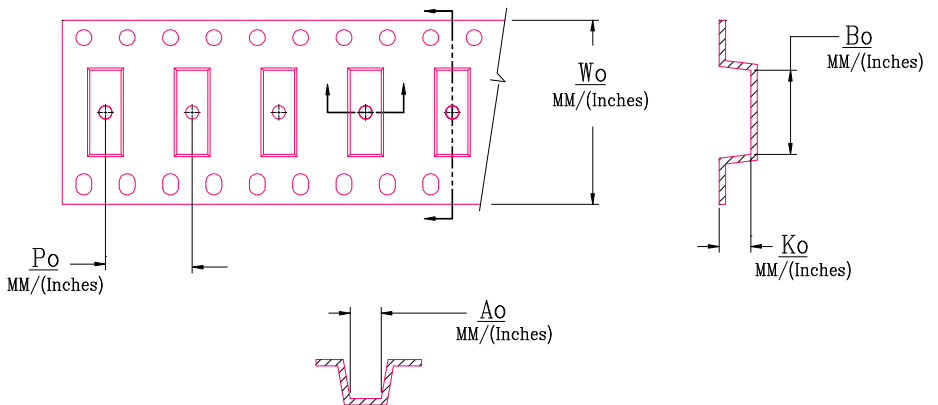 Wo
MM/(Inches)
Bo
MM/(Inches)
Po
MM/(Inches)
Ko
MM/(Inches)
Ao
MM/(Inches)